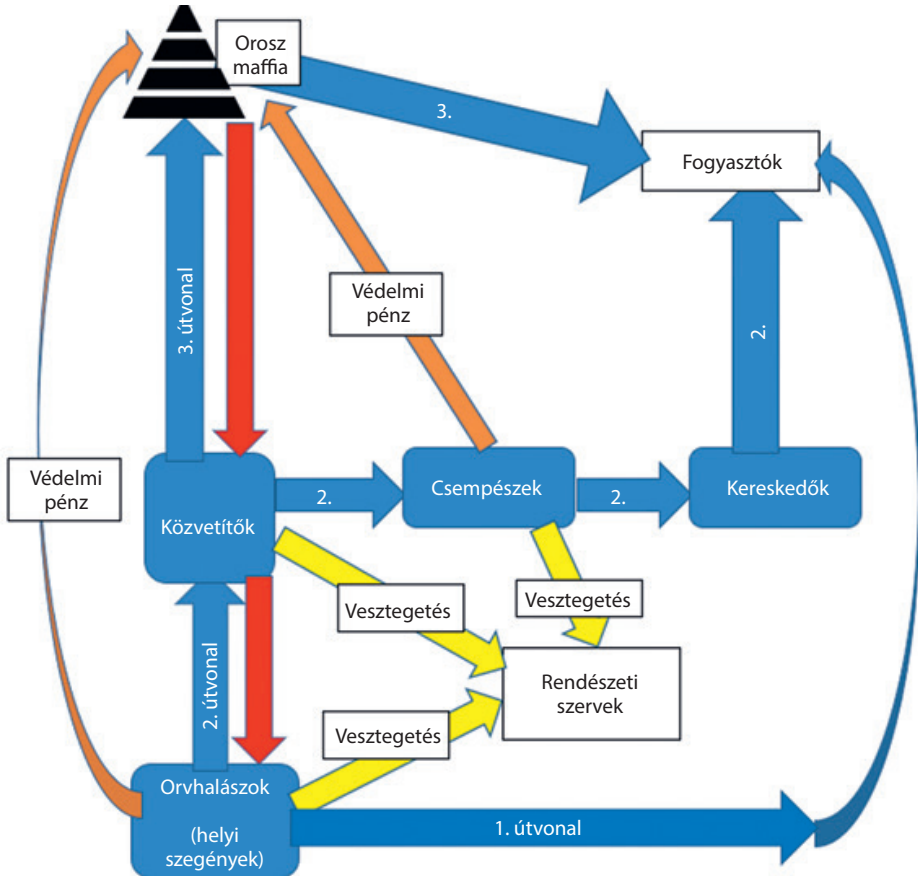 Orosz
maffia
3.
Fogyasztók
3. útvonal
Védelmi
pénz
2.
Védelmi
pénz
Közvetítők
2.
Csempészek
2.
Kereskedők
Vesztegetés
Vesztegetés
2. útvonal
Rendészeti
szervek
Vesztegetés
Orvhalászok
(helyi
szegények)
1. útvonal